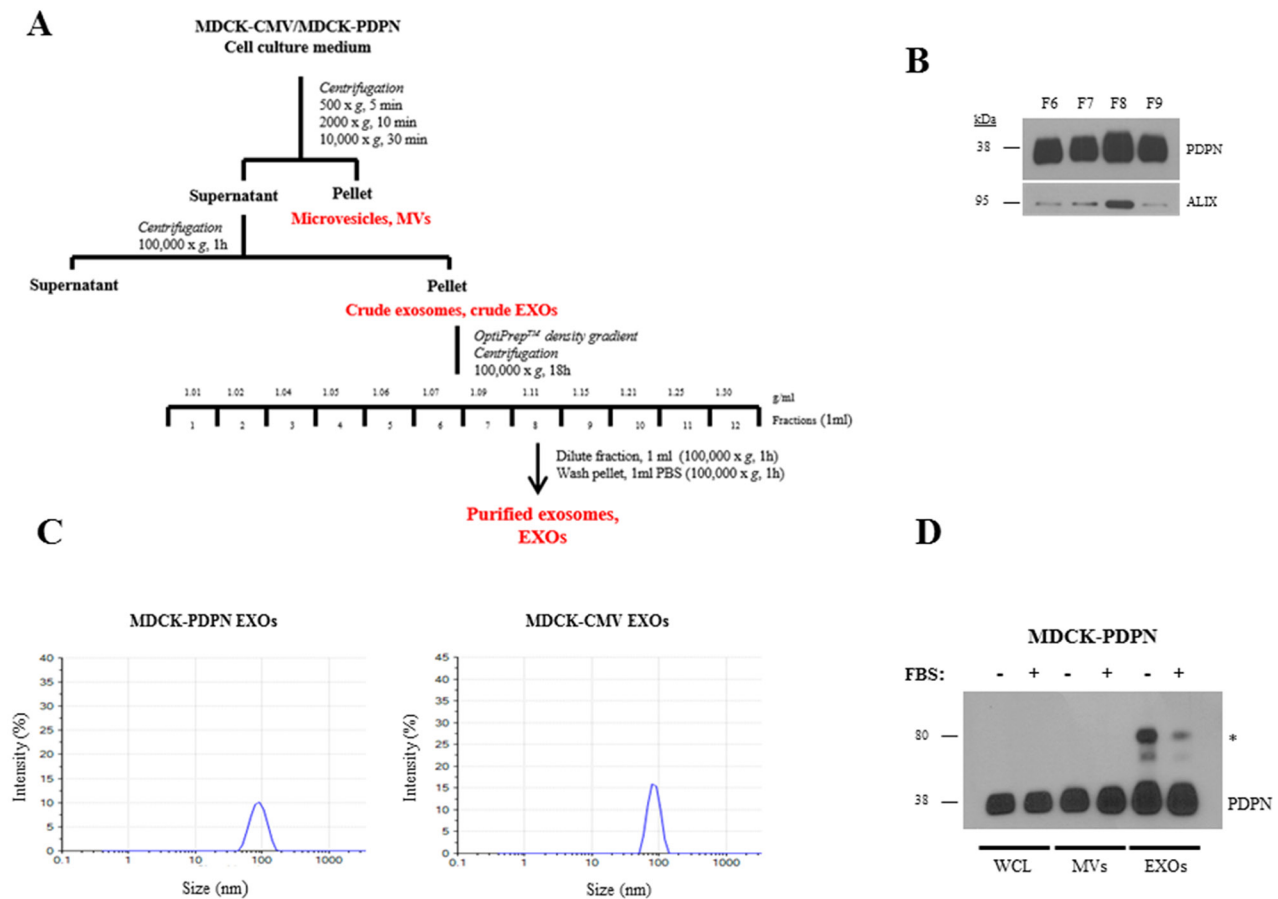 A
MDCK-CMV/MDCK-PDPN
Cell culture medium
Centrifugation
500 x g, 5 min
2000 x g, 10 min
10,000 x g, 30 min
Supernatant
Pellet
Microvesicles, MVs
Centrifugation
100,000 x g, 1h
Supernatant
Pellet
Crude exosomes, crude EXOs
OptiPrep™ density gradient
Centrifugation
100,000 x g, 18h
1.01 1.02 1.04 1.05 1.06 1.07 1.09 1.11 1.15 1.21 1.25 1.30 g/ml
1 2 3 4 5 6 7 8 9 10 11 12 Fractions (1ml)
Dilute fraction, 1 ml (100,000 x g, 1h)
Wash pellet, 1ml PBS (100,000 x g, 1h)
Purified exosomes,
EXOs
B
F6 F7 F8 F9
kDa
38 PDPN
95 ALIX
C
MDCK-PDPN EXOs
40
35
30
25
20
15
10
5
0
0.1 1 10 100 1000
Intensity (%)
Size (nm)
MDCK-CMV EXOs
45
40
35
30
25
20
15
10
5
0
0.1 1 10 100 1000
Intensity (%)
Size (nm)
D
MDCK-PDPN
FBS: - + - + - +
80 *
38 PDPN
WCL MVs EXOs